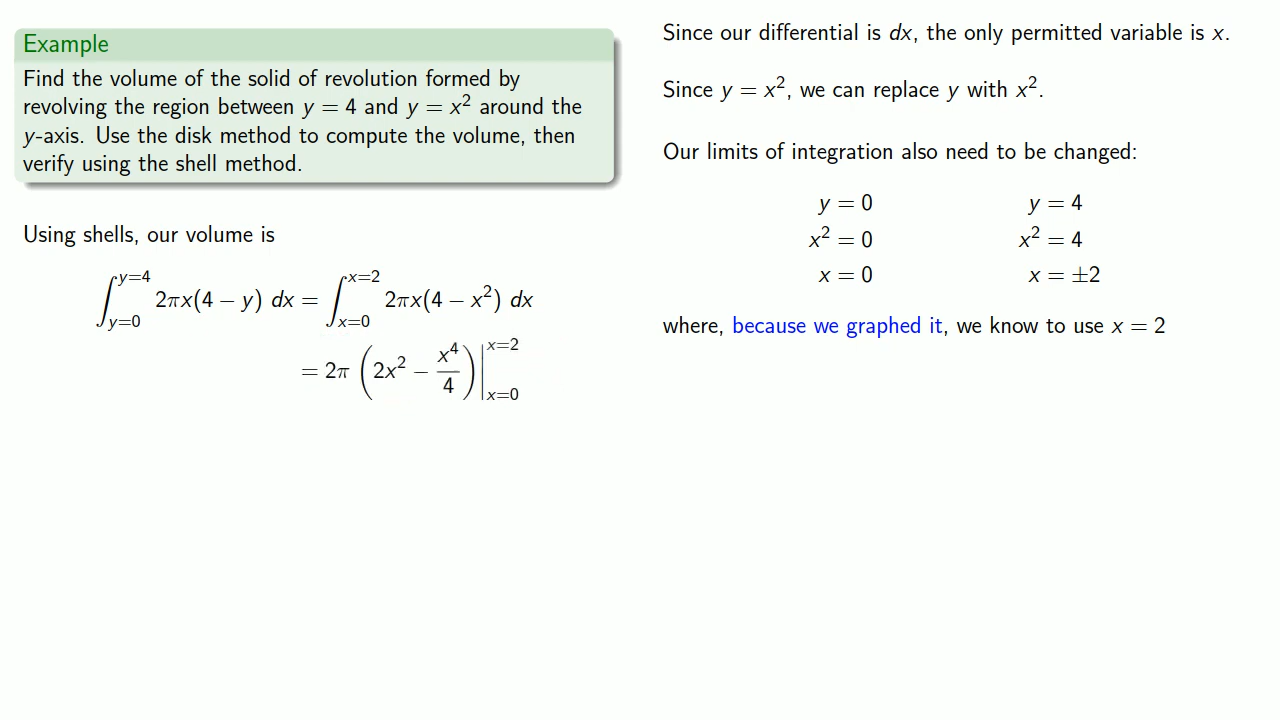 Example
Find the volume of the solid of revolution formed by
revolving the region between y = 4 and y = x² around the
y-axis. Use the disk method to compute the volume, then
verify using the shell method.
Using shells, our volume is
∫_{y=0}^{y=4} 2πx(4 − y) dx = ∫_{x=0}^{x=2} 2πx(4 − x²) dx
= 2π (2x² − x⁴/4) |_{x=0}^{x=2}
Since our differential is dx, the only permitted variable is x.
Since y = x², we can replace y with x².
Our limits of integration also need to be changed:
y = 0 y = 4
x² = 0 x² = 4
x = 0 x = ±2
where, because we graphed it, we know to use x = 2